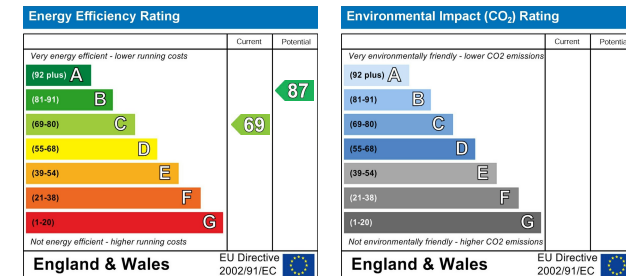 Energy Efficiency Rating
Current Potential
Very energy efficient - lower running costs
(92 plus) A
(81-91) B
87
(69-80) C
69
(55-68) D
(39-54) E
(21-38) F
(1-20) G
Not energy efficient - higher running costs
England & Wales
EU Directive
2002/91/EC
Environmental Impact (CO2) Rating
Current Potential
Very environmentally friendly - lower CO2 emissions
(92 plus) A
(81-91) B
(69-80) C
(55-68) D
(39-54) E
(21-38) F
(1-20) G
Not environmentally friendly - higher CO2 emissions
England & Wales
EU Directive
2002/91/EC